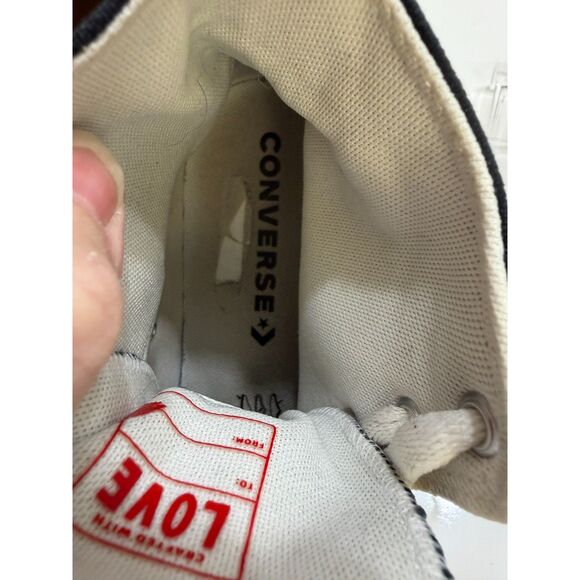 CONVERSE
FROM:
TO:
LOVE
CRAFTED WITH